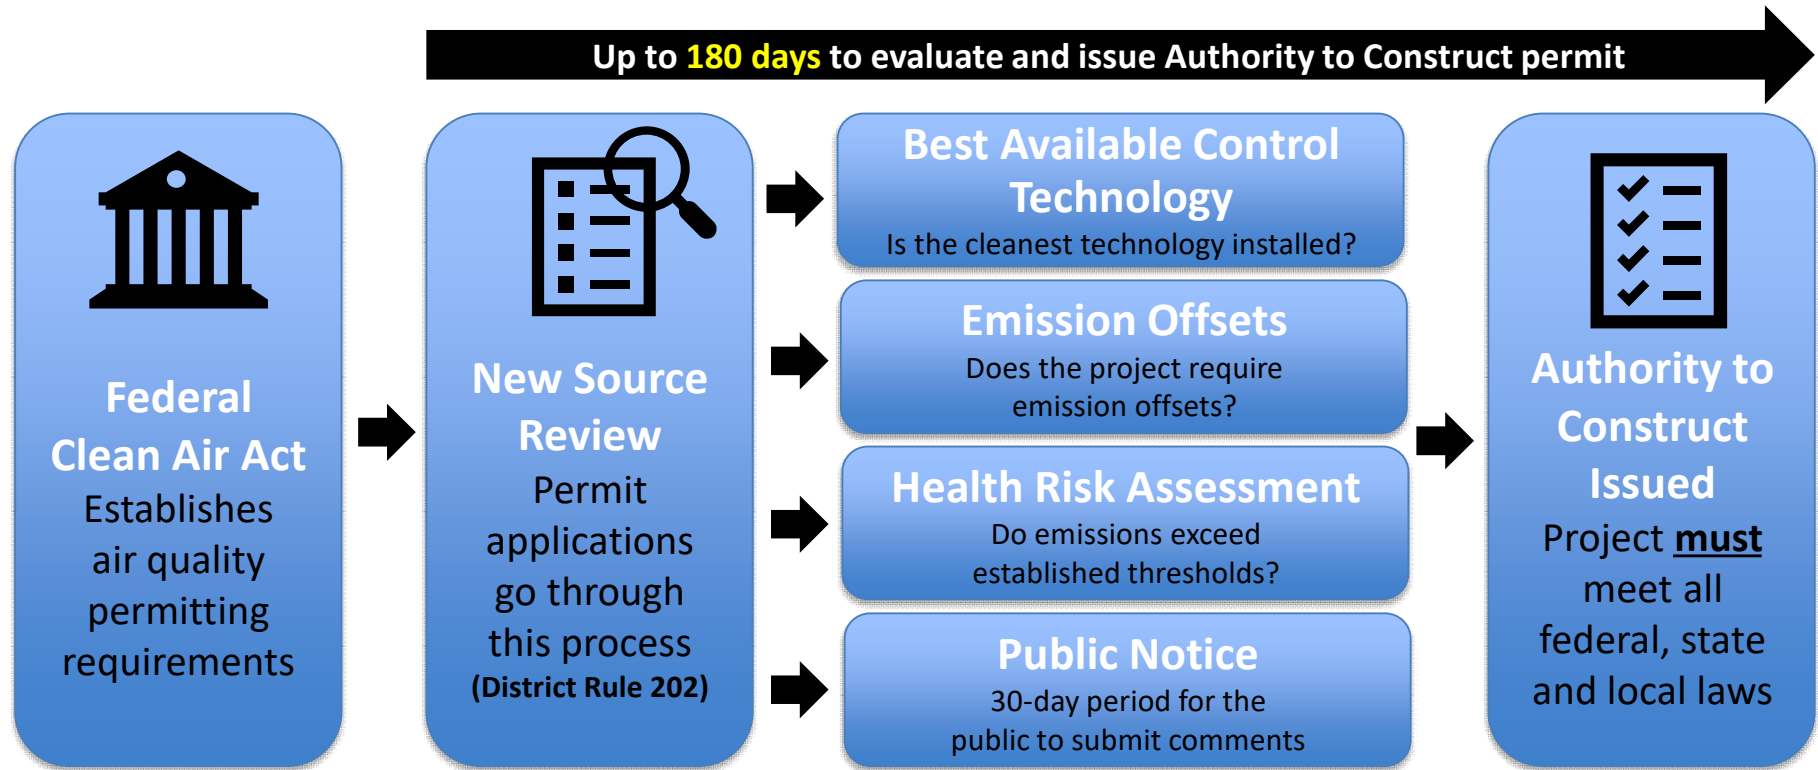 Up to 180 days to evaluate and issue Authority to Construct permit
Federal
Clean Air Act
Establishes
air quality
permitting
requirements
New Source
Review
Permit
applications
go through
this process
(District Rule 202)
Best Available Control
Technology
Is the cleanest technology installed?
Emission Offsets
Does the project require
emission offsets?
Health Risk Assessment
Do emissions exceed
established thresholds?
Public Notice
30-day period for the
public to submit comments
Authority to
Construct
Issued
Project must
meet all
federal, state
and local laws